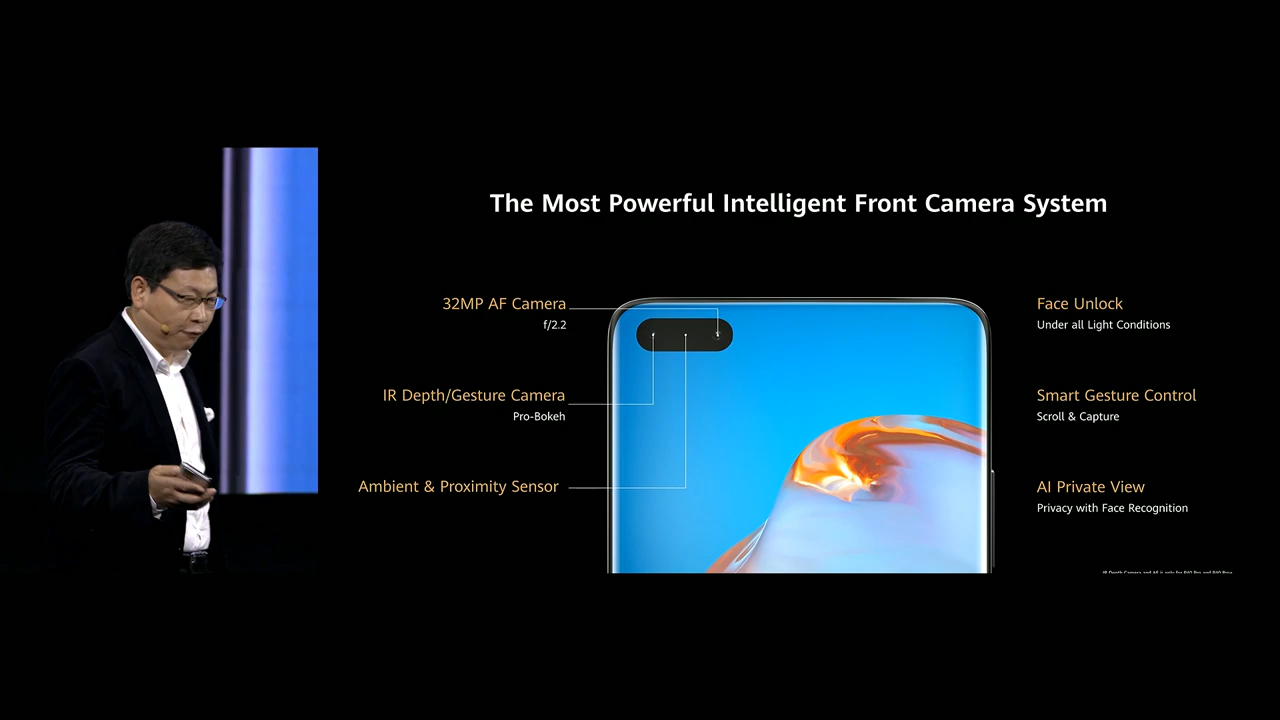 The Most Powerful Intelligent Front Camera System
32MP AF Camera
f/2.2
IR Depth/Gesture Camera
Pro-Bokeh
Ambient & Proximity Sensor
Face Unlock
Under all Light Conditions
Smart Gesture Control
Scroll & Capture
AI Private View
Privacy with Face Recognition